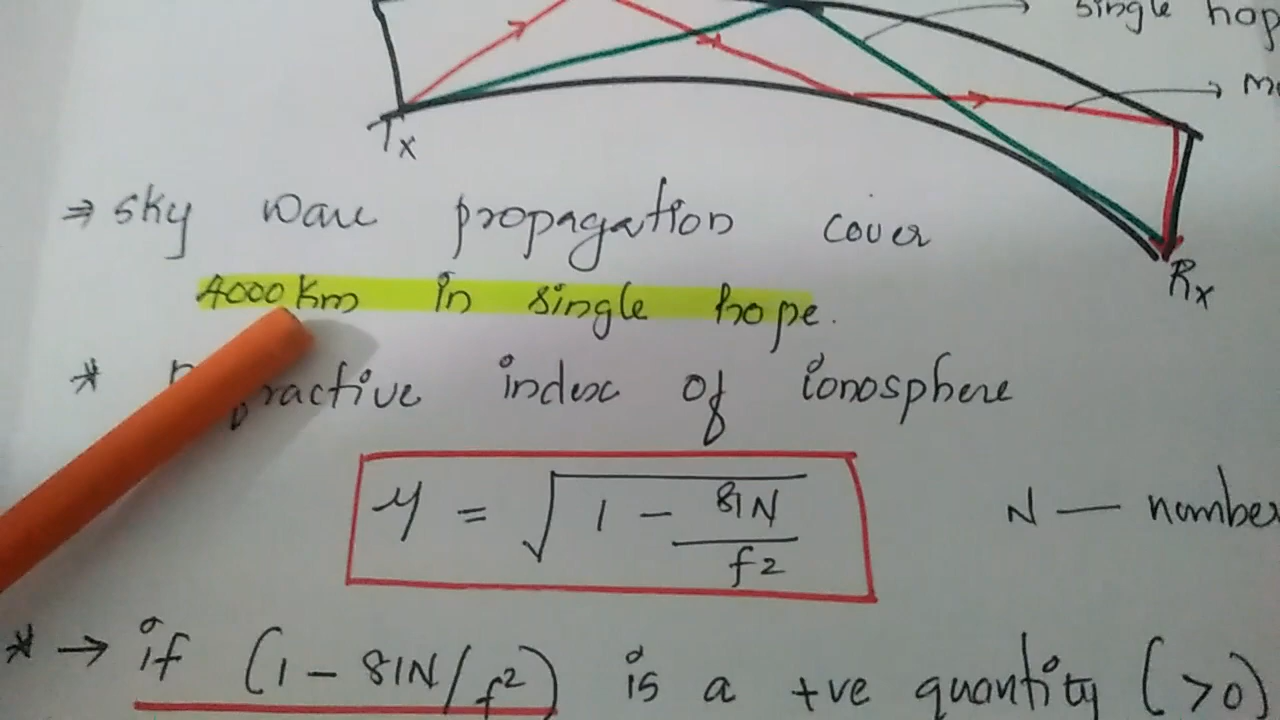 single hop
Tx
⇒ sky wave propagation cover
Rx
4000 Km in single hope.
* index of ionosphere
μ = √(1 - 81N/f2)
N — number
* → if (1 - 81N/f²) is a +ve quantity (>0)